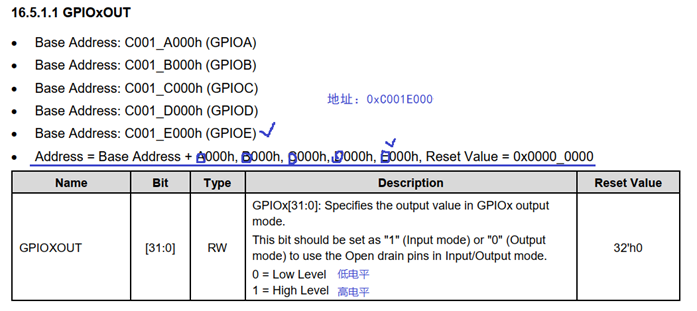 16.5.1.1 GPIOxOUT
• Base Address: C001_A000h (GPIOA)
• Base Address: C001_B000h (GPIOB)
• Base Address: C001_C000h (GPIOC)
地址：0xC001E000
• Base Address: C001_D000h (GPIOD)
• Base Address: C001_E000h (GPIOE)
• Address = Base Address + A000h, B000h, C000h, D000h, E000h, Reset Value = 0x0000_0000
Name Bit Type Description Reset Value
GPIOXOUT [31:0] RW GPIOx[31:0]: Specifies the output value in GPIOx output
mode.
This bit should be set as "1" (Input mode) or "0" (Output
mode) to use the Open drain pins in Input/Output mode.
0 = Low Level 低电平
1 = High Level 高电平
32'h0